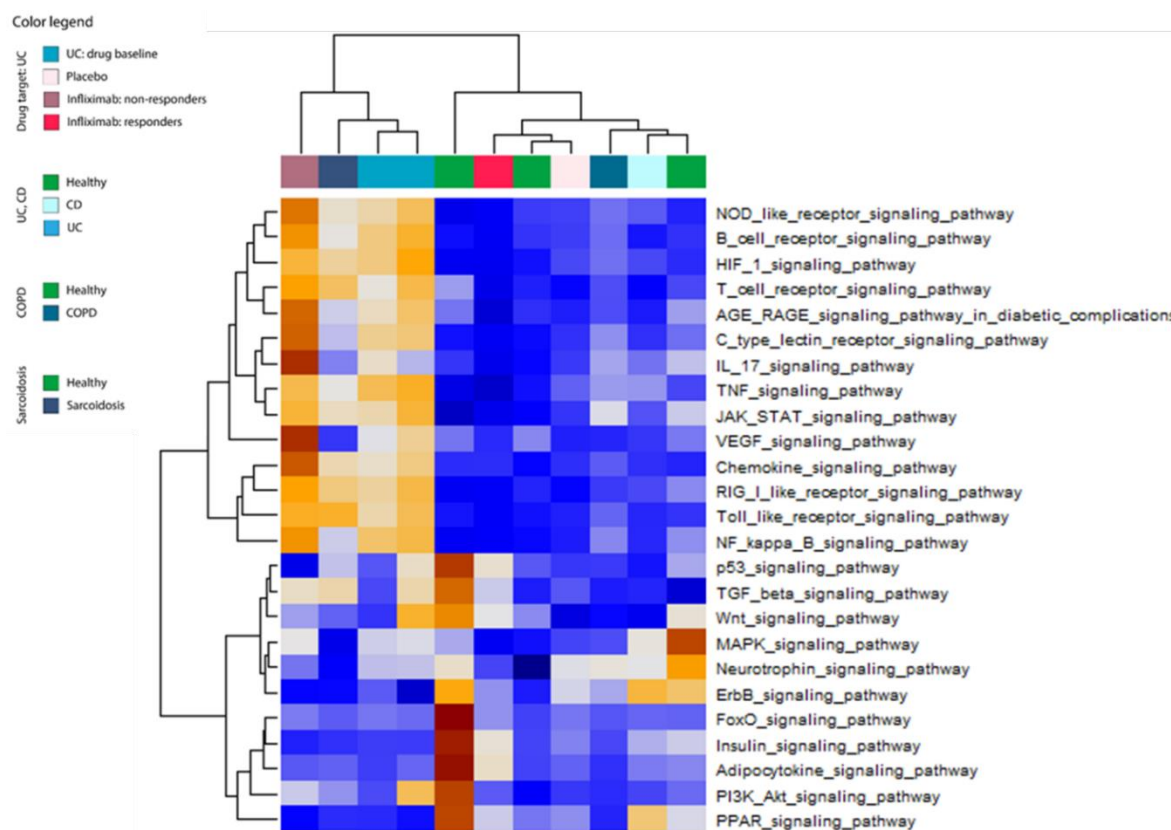 Color legend
Drug target: UC
UC: drug baseline
Placebo
Infliximab: non-responders
Infliximab: responders
UC, CD
Healthy
CD
UC
COPD
Healthy
COPD
Sarcoidosis
Healthy
Sarcoidosis
NOD_like_receptor_signaling_pathway
B_cell_receptor_signaling_pathway
HIF_1_signaling_pathway
T_cell_receptor_signaling_pathway
AGE_RAGE_signaling_pathway_in_diabetic_complications
C_type_lectin_receptor_signaling_pathway
IL_17_signaling_pathway
TNF_signaling_pathway
JAK_STAT_signaling_pathway
VEGF_signaling_pathway
Chemokine_signaling_pathway
RIG_I_like_receptor_signaling_pathway
Toll_like_receptor_signaling_pathway
NF_kappa_B_signaling_pathway
p53_signaling_pathway
TGF_beta_signaling_pathway
Wnt_signaling_pathway
MAPK_signaling_pathway
Neurotrophin_signaling_pathway
ErbB_signaling_pathway
FoxO_signaling_pathway
Insulin_signaling_pathway
Adipocytokine_signaling_pathway
PI3K_Akt_signaling_pathway
PPAR_signaling_pathway